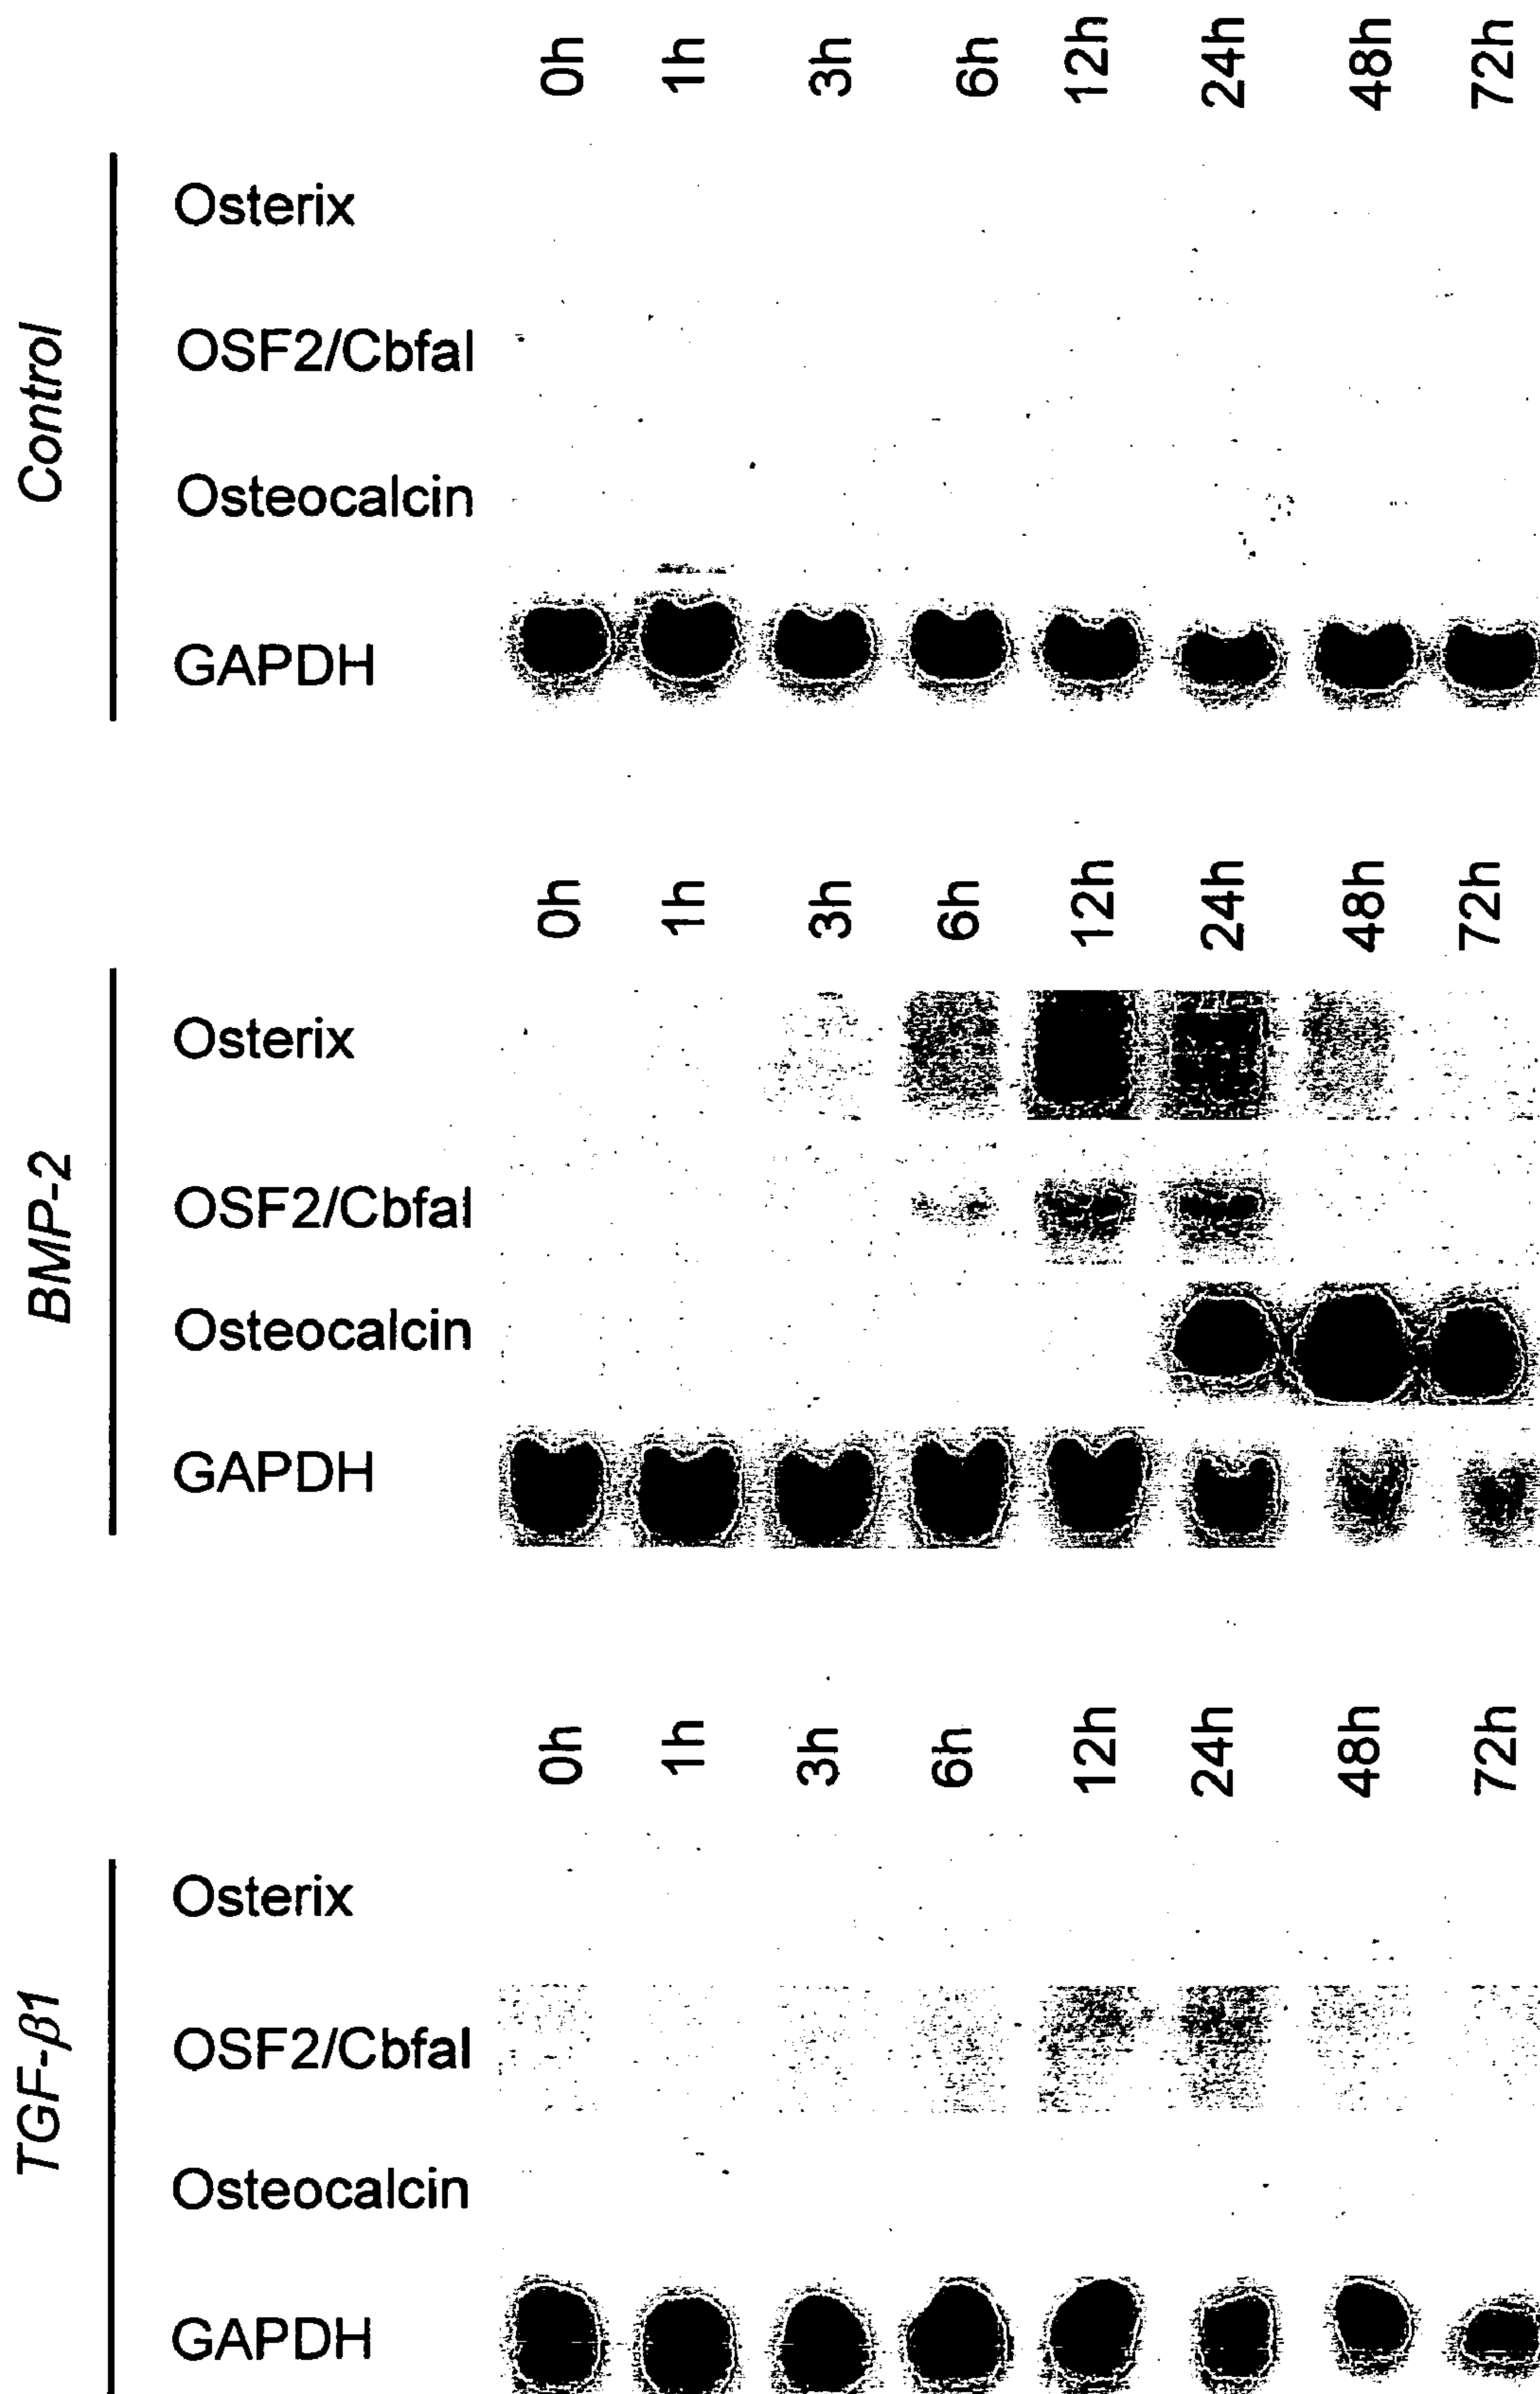 0h 1h 3h 6h 12h 24h 48h 72h
Control
Osterix
OSF2/Cbfal
Osteocalcin
GAPDH
0h 1h 3h 6h 12h 24h 48h 72h
BMP-2
Osterix
OSF2/Cbfal
Osteocalcin
GAPDH
0h 1h 3h 6h 12h 24h 48h 72h
TGF-β1
Osterix
OSF2/Cbfal
Osteocalcin
GAPDH